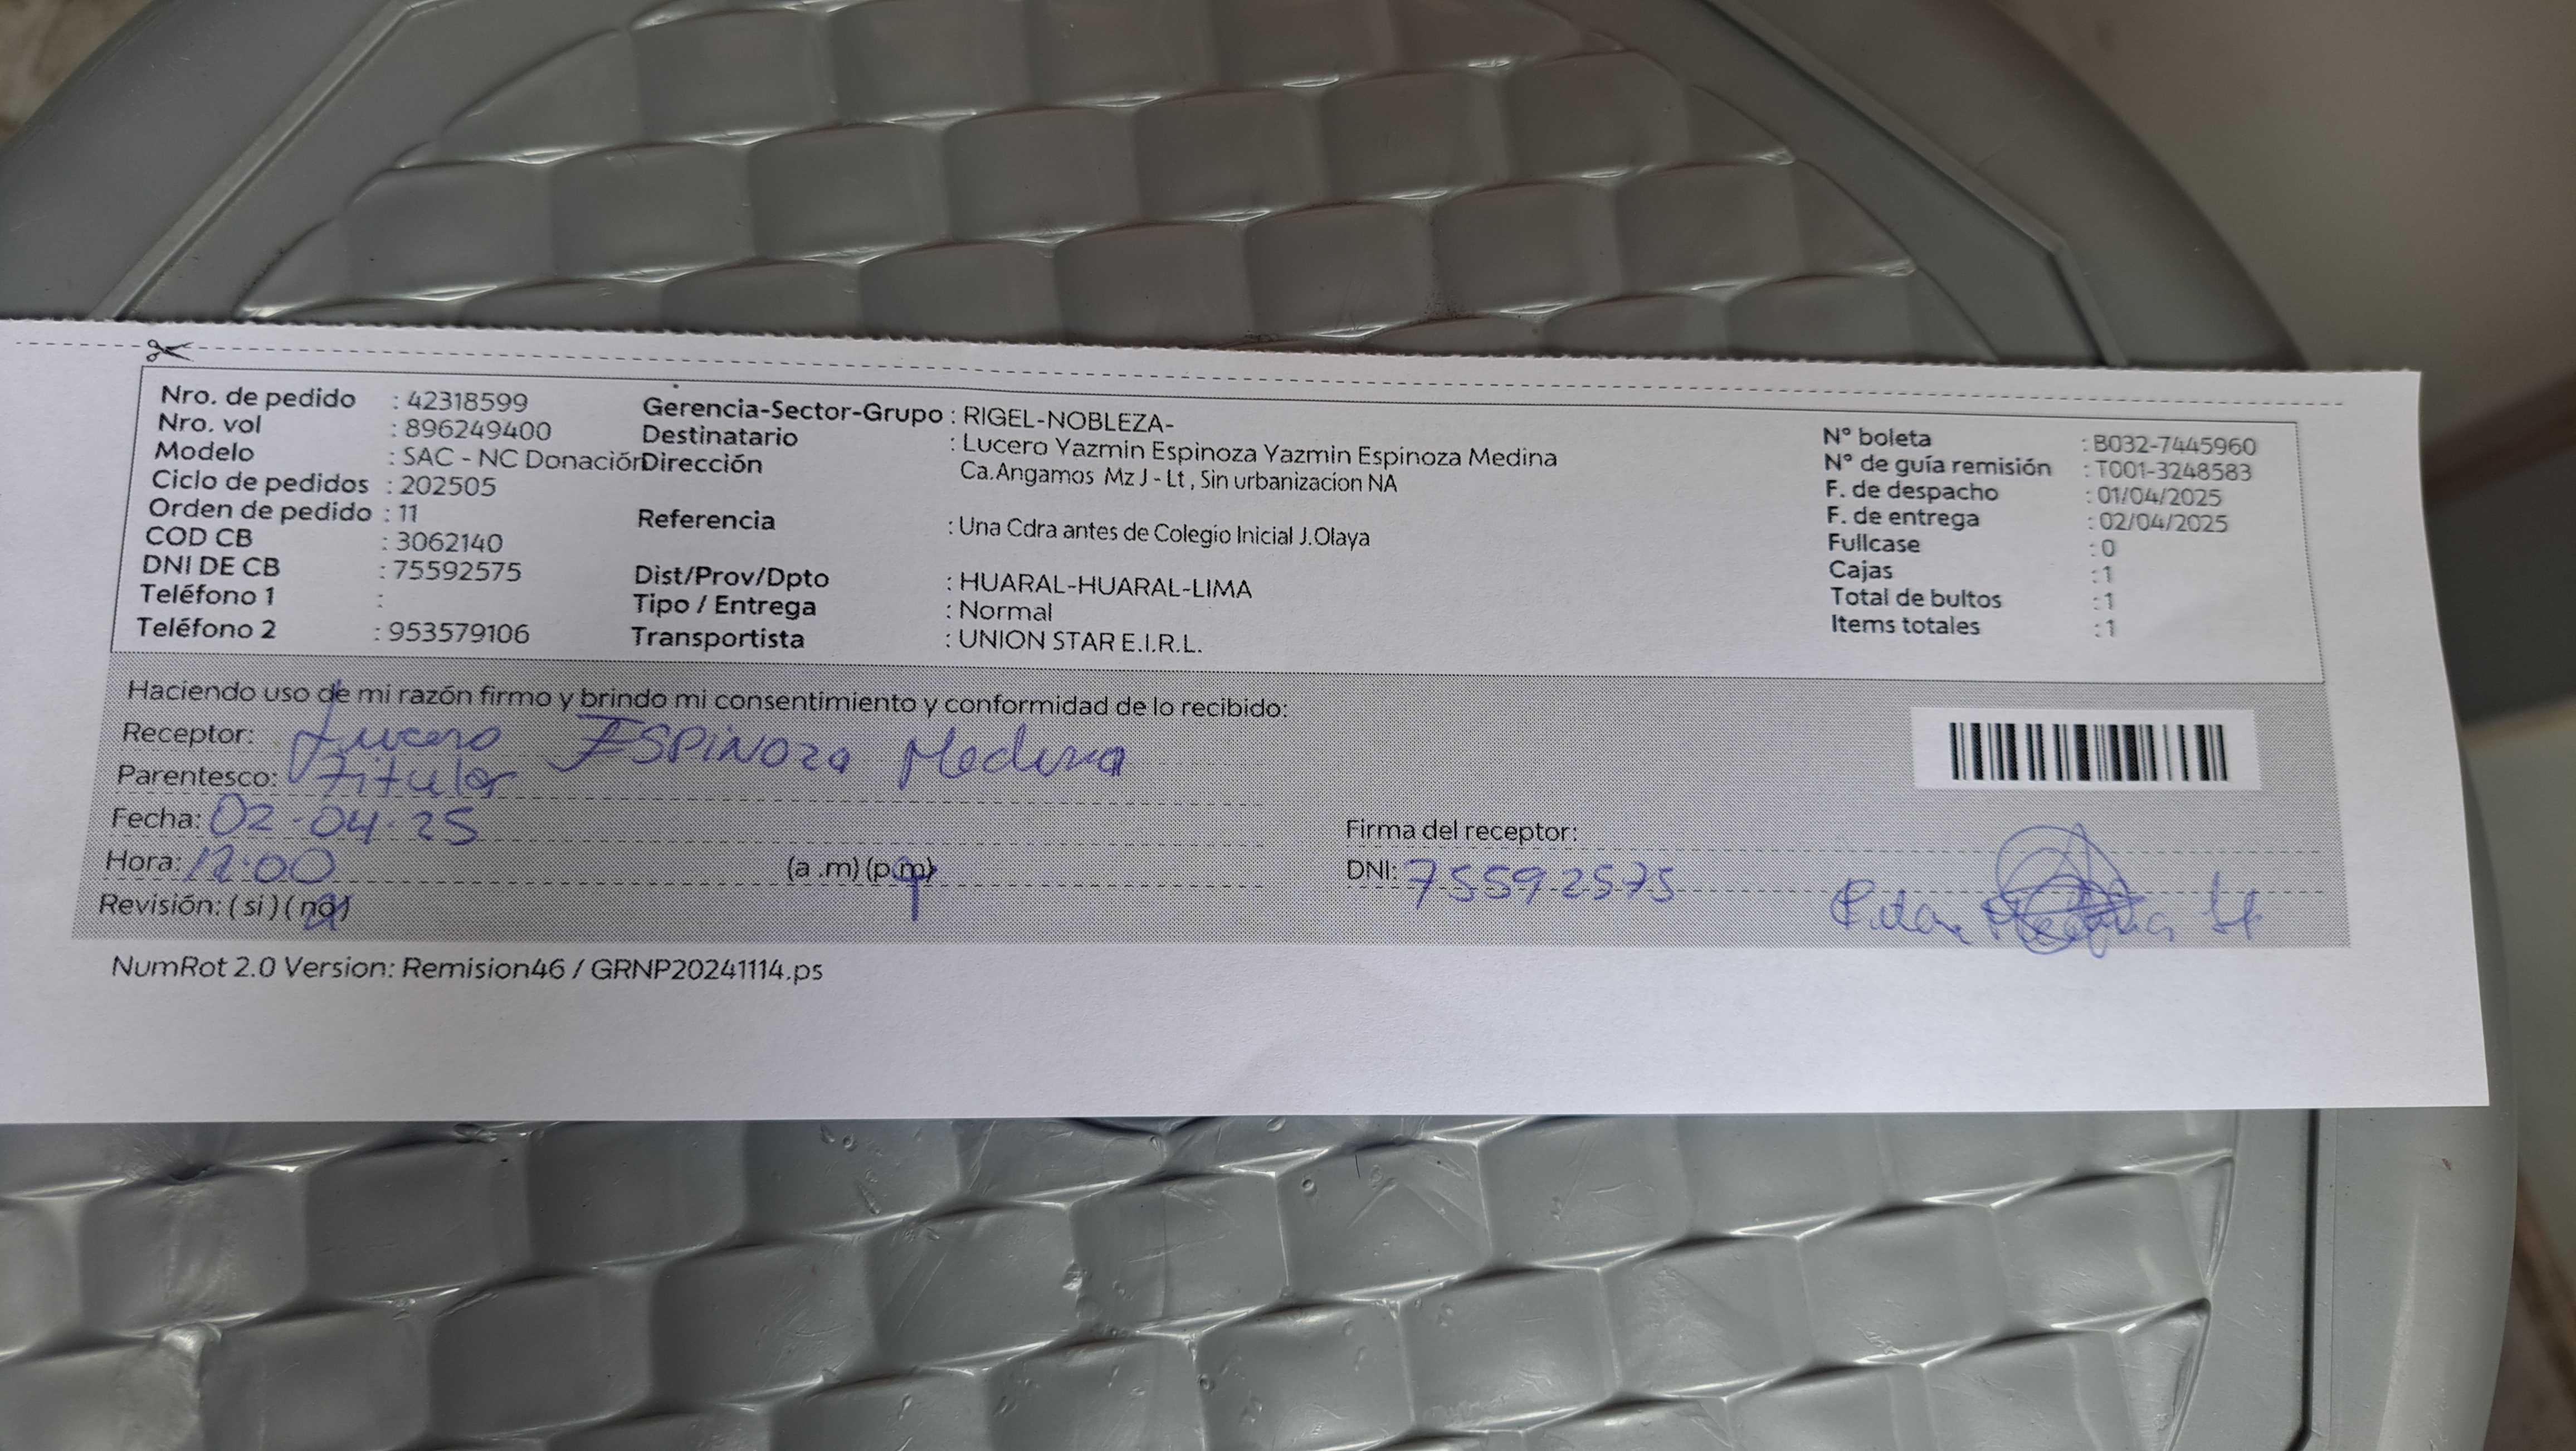 Nro. de pedido : 42318599
Nro. vol : 896249400
Modelo : SAC - NC Donación
Ciclo de pedidos : 202505
Orden de pedido : 11
COD CB : 3062140
DNI DE CB : 75592575
Teléfono 1 :
Teléfono 2 : 953579106
Gerencia-Sector-Grupo : RIGEL-NOBLEZA-
Destinatario : Lucero Yazmin Espinoza Yazmin Espinoza Medina
Dirección Ca.Angamos Mz J - Lt , Sin urbanizacion NA
Referencia : Una Cdra antes de Colegio Inicial J.Olaya
Dist/Prov/Dpto : HUARAL-HUARAL-LIMA
Tipo / Entrega : Normal
Transportista : UNION STAR E.I.R.L.
N° boleta : B032-7445960
N° de guía remisión : T001-3248583
F. de despacho : 01/04/2025
F. de entrega : 02/04/2025
Fullcase : 0
Cajas : 1
Total de bultos : 1
Items totales : 1
Haciendo uso de mi razón firmo y brindo mi consentimiento y conformidad de lo recibido:
Receptor: Lucero Espinoza Medina
Parentesco: Titular
Fecha: 02-04-25
Hora: 12:00 (a .m) (p.m)
Revisión: ( si ) ( no )
Firma del receptor:
DNI: 75592575
NumRot 2.0 Version: Remision46 / GRNP20241114.ps